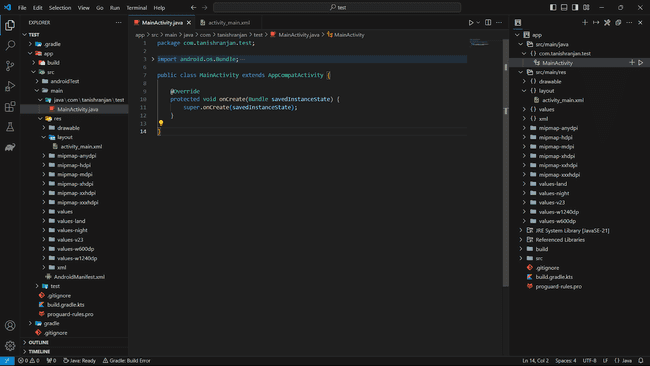 File Edit Selection View Go Run Terminal Help
test
EXPLORER
TEST
.gradle
app
build
src
androidTest
main
java \ com \ tanishranjan \ test
MainActivity.java
res
drawable
layout
activity_main.xml
mipmap-anydpi
mipmap-hdpi
mipmap-mdpi
mipmap-xhdpi
mipmap-xxhdpi
mipmap-xxxhdpi
values
values-land
values-night
values-v23
values-w600dp
values-w1240dp
xml
AndroidManifest.xml
test
.gitignore
build.gradle.kts
proguard-rules.pro
gradle
.gitignore
OUTLINE
TIMELINE
MainActivity.java
activity_main.xml
app > src > main > java > com > tanishranjan > test > MainActivity.java > MainActivity
1 package com.tanishranjan.test;
2
3 import android.os.Bundle;
6
7 public class MainActivity extends AppCompatActivity {
8
9 @Override
10 protected void onCreate(Bundle savedInstanceState) {
11 super.onCreate(savedInstanceState);
12 }
13
14 }
app
src/main/java
com.tanishranjan.test
MainActivity
src/main/res
drawable
layout
activity_main.xml
values
xml
mipmap-anydpi
mipmap-hdpi
mipmap-mdpi
mipmap-xhdpi
mipmap-xxhdpi
mipmap-xxxhdpi
values-land
values-night
values-v23
values-w1240dp
values-w600dp
JRE System Library [JavaSE-21]
Referenced Libraries
build
src
.gitignore
build.gradle.kts
proguard-rules.pro
0 0 0 Java: Ready Gradle: Build Error
Ln 14, Col 2 Spaces: 4 UTF-8 LF {} Java